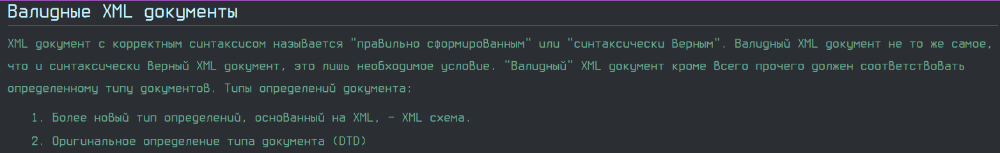 Валидные XML документы
XML документ с корректным синтаксисом называется "правильно сформированным" или "синтаксически верным". Валидный XML документ не то же самое,
что и синтаксически верный XML документ, это лишь необходимое условие. "Валидный" XML документ кроме всего прочего должен соответствовать
определенному типу документов. Типы определений документа:
1. Более новый тип определений, основанный на XML, - XML схема.
2. Оригинальное определение типа документа (DTD)